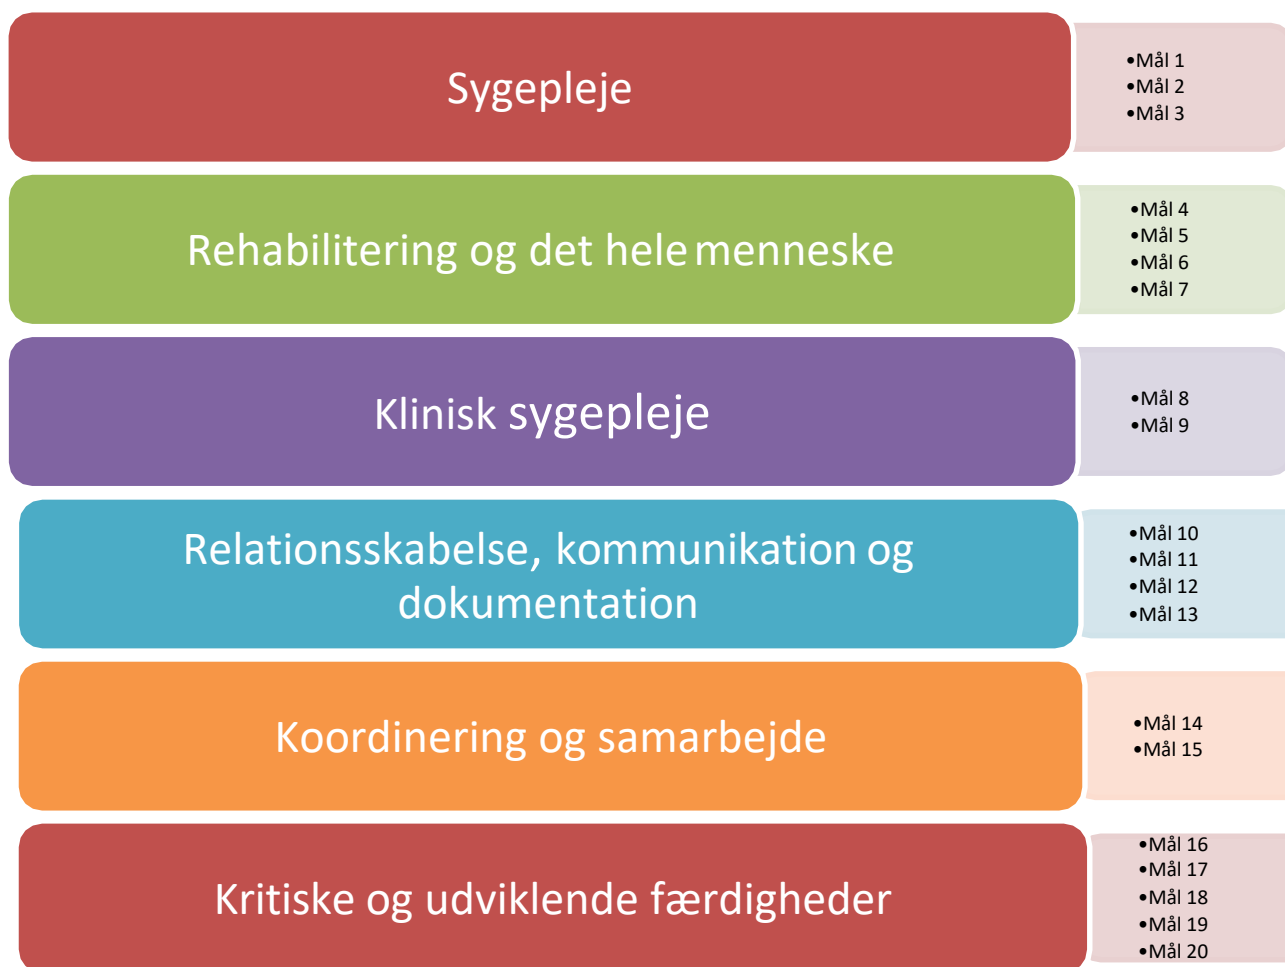 Sygepleje
•Mål 1
•Mål 2
•Mål 3
Rehabilitering og det hele menneske
•Mål 4
•Mål 5
•Mål 6
•Mål 7
Klinisk sygepleje
•Mål 8
•Mål 9
Relationsskabelse, kommunikation og
dokumentation
•Mål 10
•Mål 11
•Mål 12
•Mål 13
Koordinering og samarbejde
•Mål 14
•Mål 15
Kritiske og udviklende færdigheder
•Mål 16
•Mål 17
•Mål 18
•Mål 19
•Mål 20